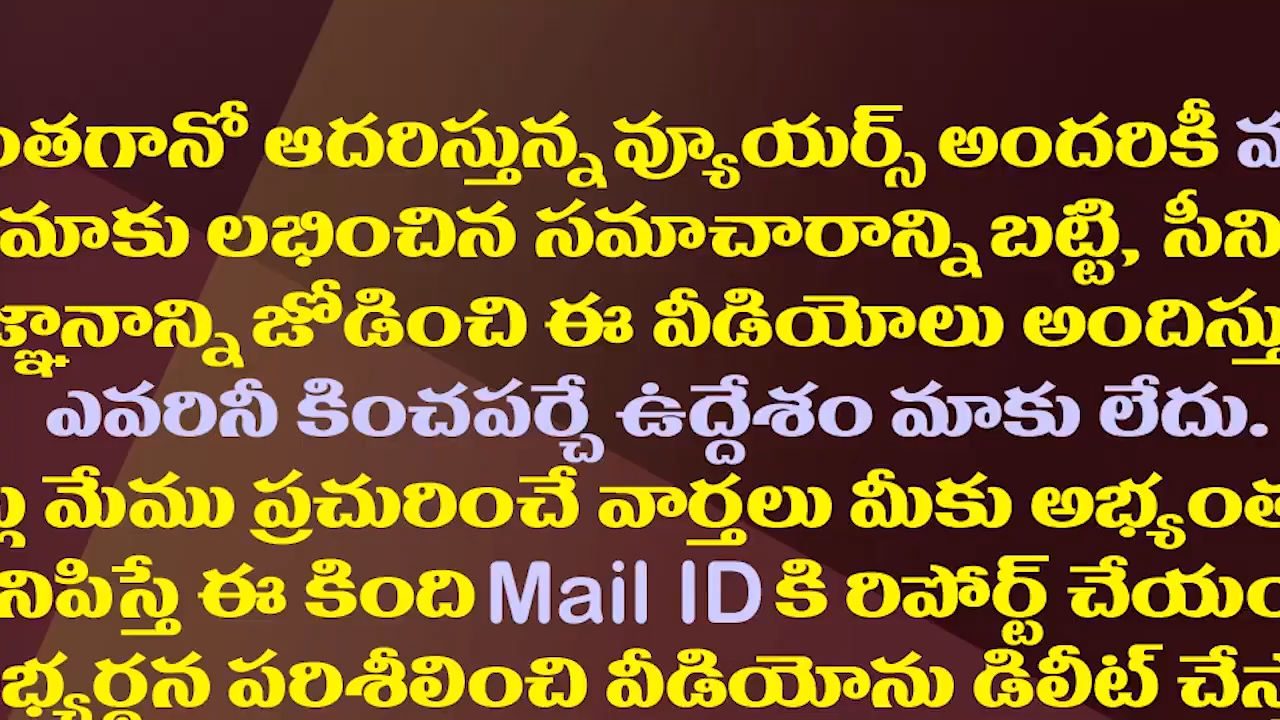 ఆదరిస్తున్న వ్యూయర్స్ అందరికీ
మాకు లభించిన సమాచారాన్ని బట్టి,
జోడించి ఈ వీడియోలు
ఎవరినీ కించపర్చే ఉద్దేశం మాకు లేదు.
మేము ప్రచురించే వార్తలు మీకు
ఈ కింది Mail ID కి రిపోర్ట్
పరిశీలించి వీడియోను డిలీట్